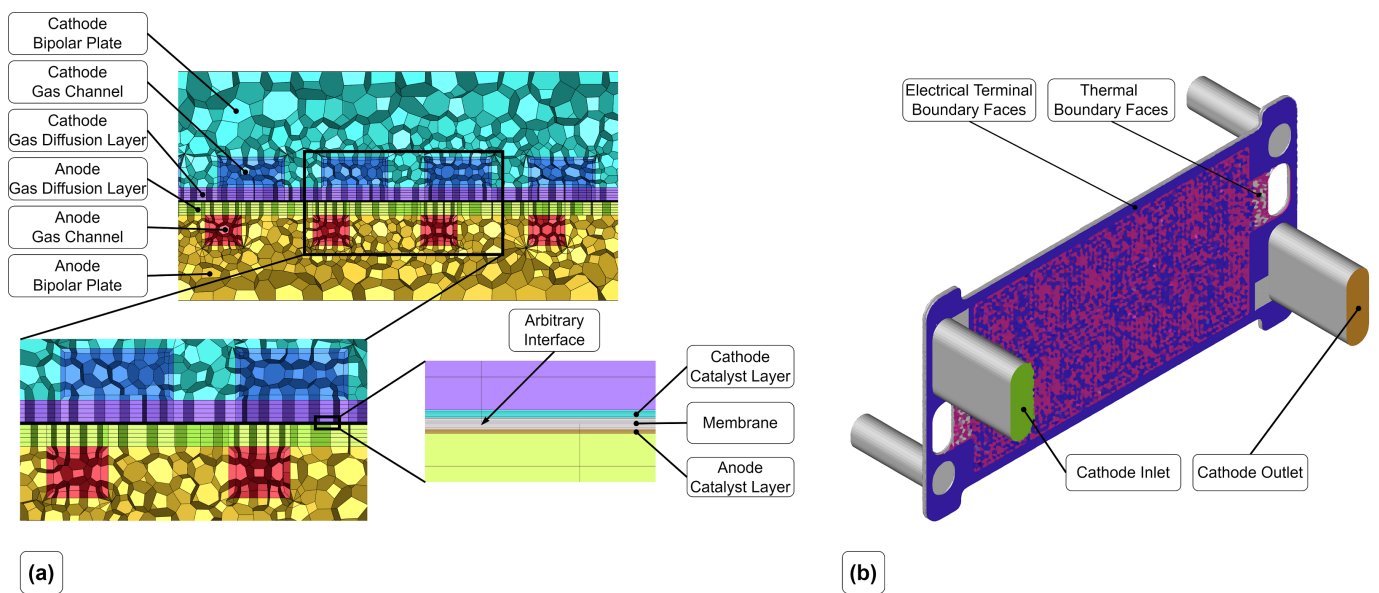 Cathode
Bipolar Plate
Cathode
Gas Channel
Cathode
Gas Diffusion Layer
Anode
Gas Diffusion Layer
Anode
Gas Channel
Anode
Bipolar Plate
Arbitrary
Interface
Cathode
Catalyst Layer
Membrane
Anode
Catalyst Layer
(a)
Electrical Terminal
Boundary Faces
Thermal
Boundary Faces
Cathode Inlet
Cathode Outlet
(b)